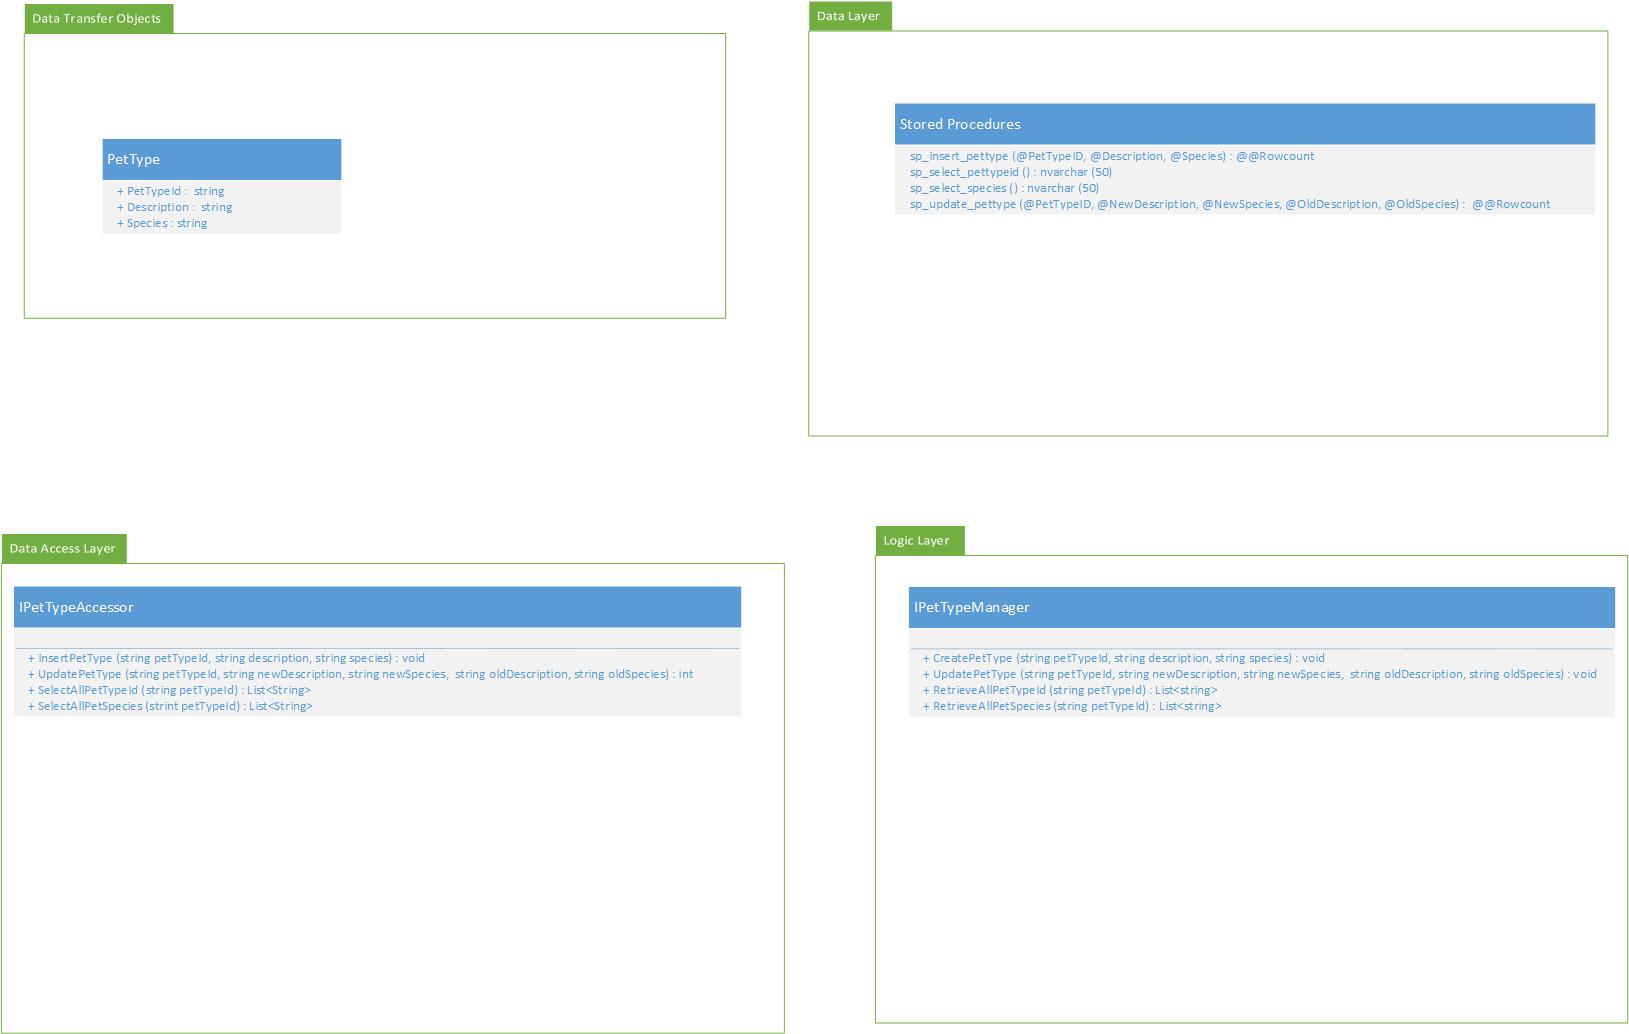 Data Transfer Objects
PetType
+ PetTypeId : string
+ Description : string
+ Species : string
Data Layer
Stored Procedures
sp_insert_pettype (@PetTypeID, @Description, @Species) : @@Rowcount
sp_select_pettypeid () : nvarchar (50)
sp_select_species () : nvarchar (50)
sp_update_pettype (@PetTypeID, @NewDescription, @NewSpecies, @OldDescription, @OldSpecies) : @@Rowcount
Data Access Layer
IPetTypeAccessor
+ InsertPetType (string petTypeId, string description, string species) : void
+ UpdatePetType (string petTypeId, string newDescription, string newSpecies, string oldDescription, string oldSpecies) : int
+ SelectAllPetTypeId (string petTypeId) : List<String>
+ SelectAllPetSpecies (strint petTypeId) : List<String>
Logic Layer
IPetTypeManager
+ CreatePetType (string petTypeId, string description, string species) : void
+ UpdatePetType (string petTypeId, string newDescription, string newSpecies, string oldDescription, string oldSpecies) : void
+ RetrieveAllPetTypeId (string petTypeId) : List<string>
+ RetrieveAllPetSpecies (string petTypeId) : List<string>